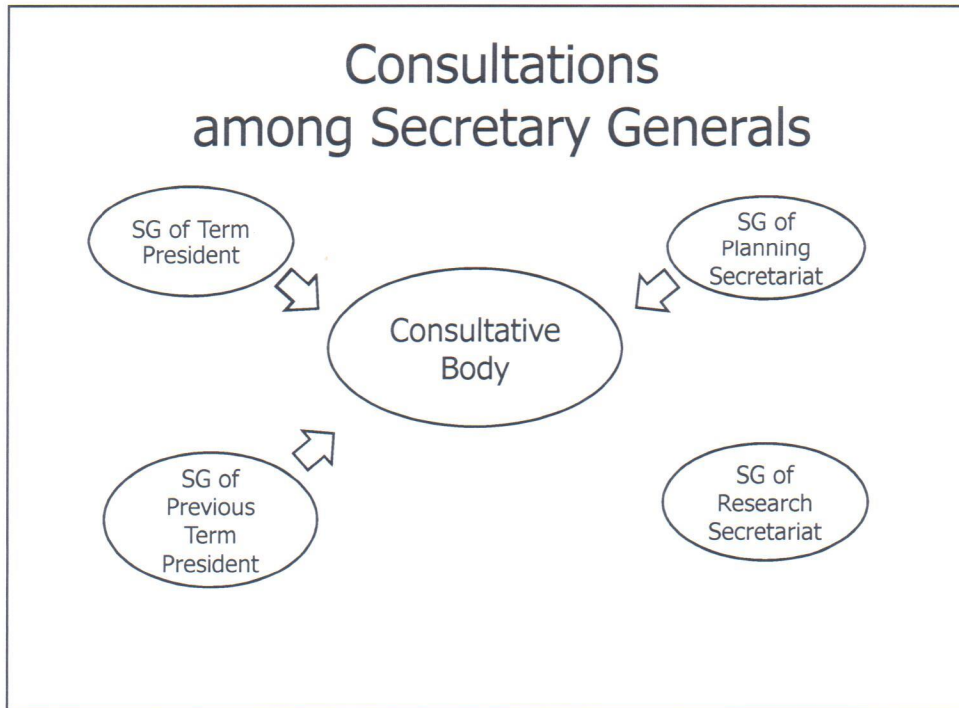 Consultations
among Secretary Generals
SG of Term
President
SG of
Planning
Secretariat
Consultative
Body
SG of
Previous
Term
President
SG of
Research
Secretariat